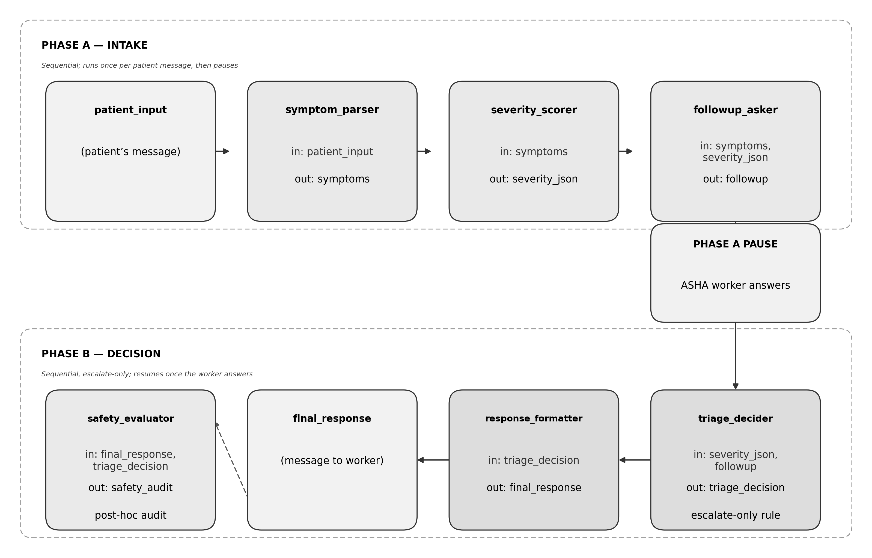 PHASE A — INTAKE
Sequential; runs once per patient message, then pauses
patient_input
(patient’s message)
symptom_parser
in: patient_input
out: symptoms
severity_scorer
in: symptoms
out: severity_json
followup_asker
in: symptoms,
severity_json
out: followup
PHASE A PAUSE
ASHA worker answers
PHASE B — DECISION
Sequential, escalate-only; resumes once the worker answers
safety_evaluator
in: final_response,
triage_decision
out: safety_audit
post-hoc audit
final_response
(message to worker)
response_formatter
in: triage_decision
out: final_response
triage_decider
in: severity_json,
followup
out: triage_decision
escalate-only rule